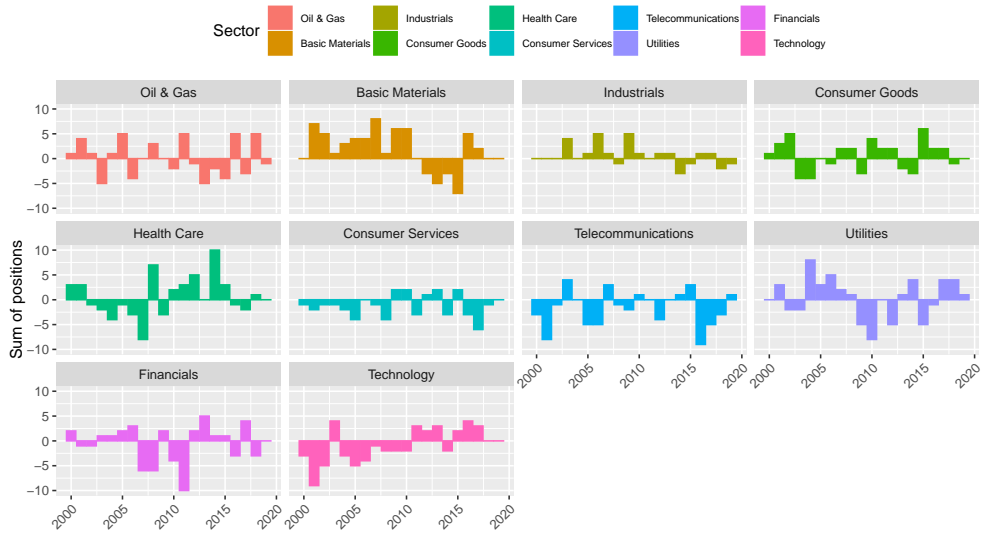 Sector
Oil & Gas
Basic Materials
Industrials
Consumer Goods
Health Care
Consumer Services
Telecommunications
Utilities
Financials
Technology
Sum of positions
Oil & Gas
Basic Materials
Industrials
Consumer Goods
10
5
0
−5
−10
Health Care
Consumer Services
Telecommunications
Utilities
10
5
0
−5
−10
2000
2005
2010
2015
2020
2000
2005
2010
2015
2020
Financials
Technology
10
5
0
−5
−10
2000
2005
2010
2015
2020
2000
2005
2010
2015
2020